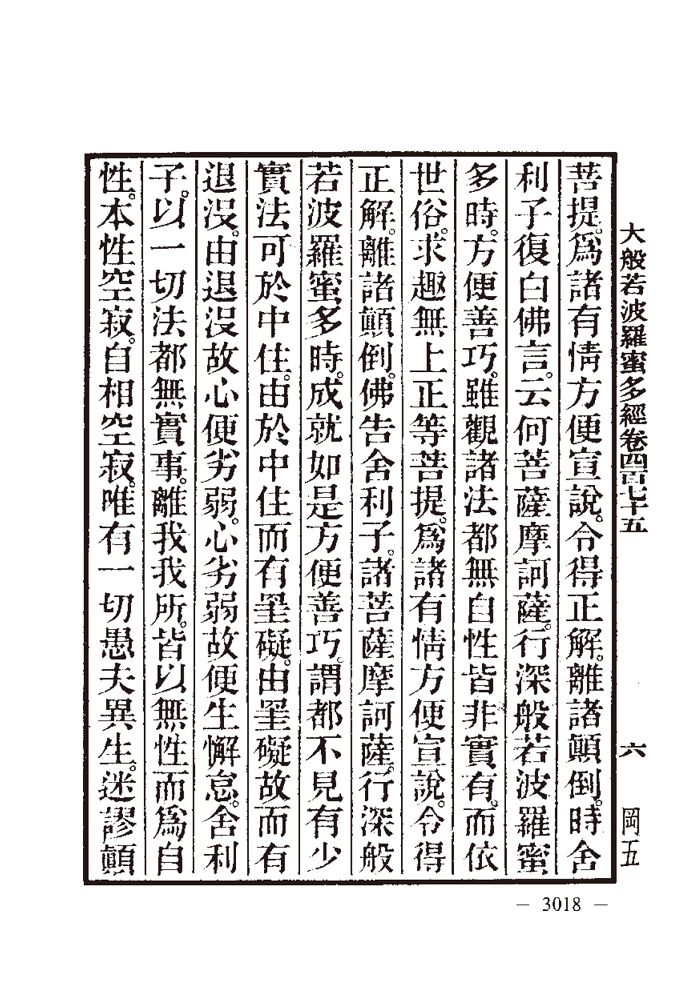 大般若波羅蜜多經卷四百七十五
六
岡五
菩提。爲諸有情方便宣說。令得正解。離諸顚倒。時舍
利子復白佛言。云何菩薩摩訶薩。行深般若波羅蜜
多時。方便善巧。雖觀諸法都無自性皆非實有。而依
世俗。求趣無上正等菩提。爲諸有情方便宣說。令得
正解。離諸顚倒。佛告舍利子。諸菩薩摩訶薩。行深般
若波羅蜜多時。成就如是方便善巧。謂都不見有少
實法可於中住。由於中住而有罣礙。由罣礙故而有
退沒。由退沒故心便劣弱。心劣弱故便生懈怠。舍利
子。以一切法都無實事。離我我所。皆以無性而爲自
性。本性空寂。自相空寂。唯有一切愚夫異生。迷謬顚
— 3018 —